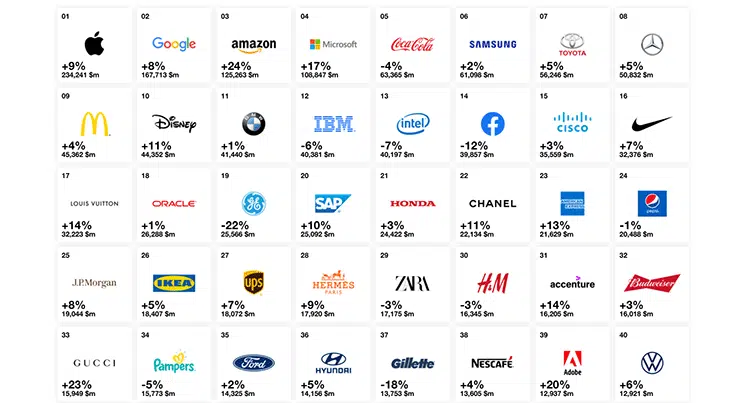 01
+9%
234,241 $m
02
Google
+8%
167,713 $m
03
amazon
+24%
125,263 $m
04
Microsoft
+17%
108,847 $m
05
Coca-Cola
-4%
63,365 $m
06
SAMSUNG
+2%
61,098 $m
07
TOYOTA
+5%
56,246 $m
08
+5%
50,832 $m
09
+4%
45,362 $m
10
Disney
+11%
44,352 $m
11
BMW
+1%
41,440 $m
12
IBM
-6%
40,381 $m
13
intel
-7%
40,197 $m
14
f
-12%
39,857 $m
15
CISCO
+3%
35,559 $m
16
+7%
32,376 $m
17
LOUIS VUITTON
+14%
32,223 $m
18
ORACLE
+1%
26,288 $m
19
GE
-22%
25,566 $m
20
SAP
+10%
25,092 $m
21
HONDA
+3%
24,422 $m
22
CHANEL
+11%
22,134 $m
23
AMERICAN
EXPRESS
+13%
21,629 $m
24
pepsi
-1%
20,488 $m
25
J.P.Morgan
+8%
19,044 $m
26
IKEA
+5%
18,407 $m
27
ups
+7%
18,072 $m
28
HERMÈS
PARIS
+9%
17,920 $m
29
ZARA
-3%
17,175 $m
30
H&M
-3%
16,345 $m
31
accenture
+14%
16,205 $m
32
Budweiser
+3%
16,018 $m
33
GUCCI
+23%
15,949 $m
34
Pampers
-5%
15,773 $m
35
Ford
+2%
14,325 $m
36
HYUNDAI
+5%
14,156 $m
37
Gillette
-18%
13,753 $m
38
NESCAFÉ
+4%
13,605 $m
39
Adobe
+20%
12,937 $m
40
+6%
12,921 $m